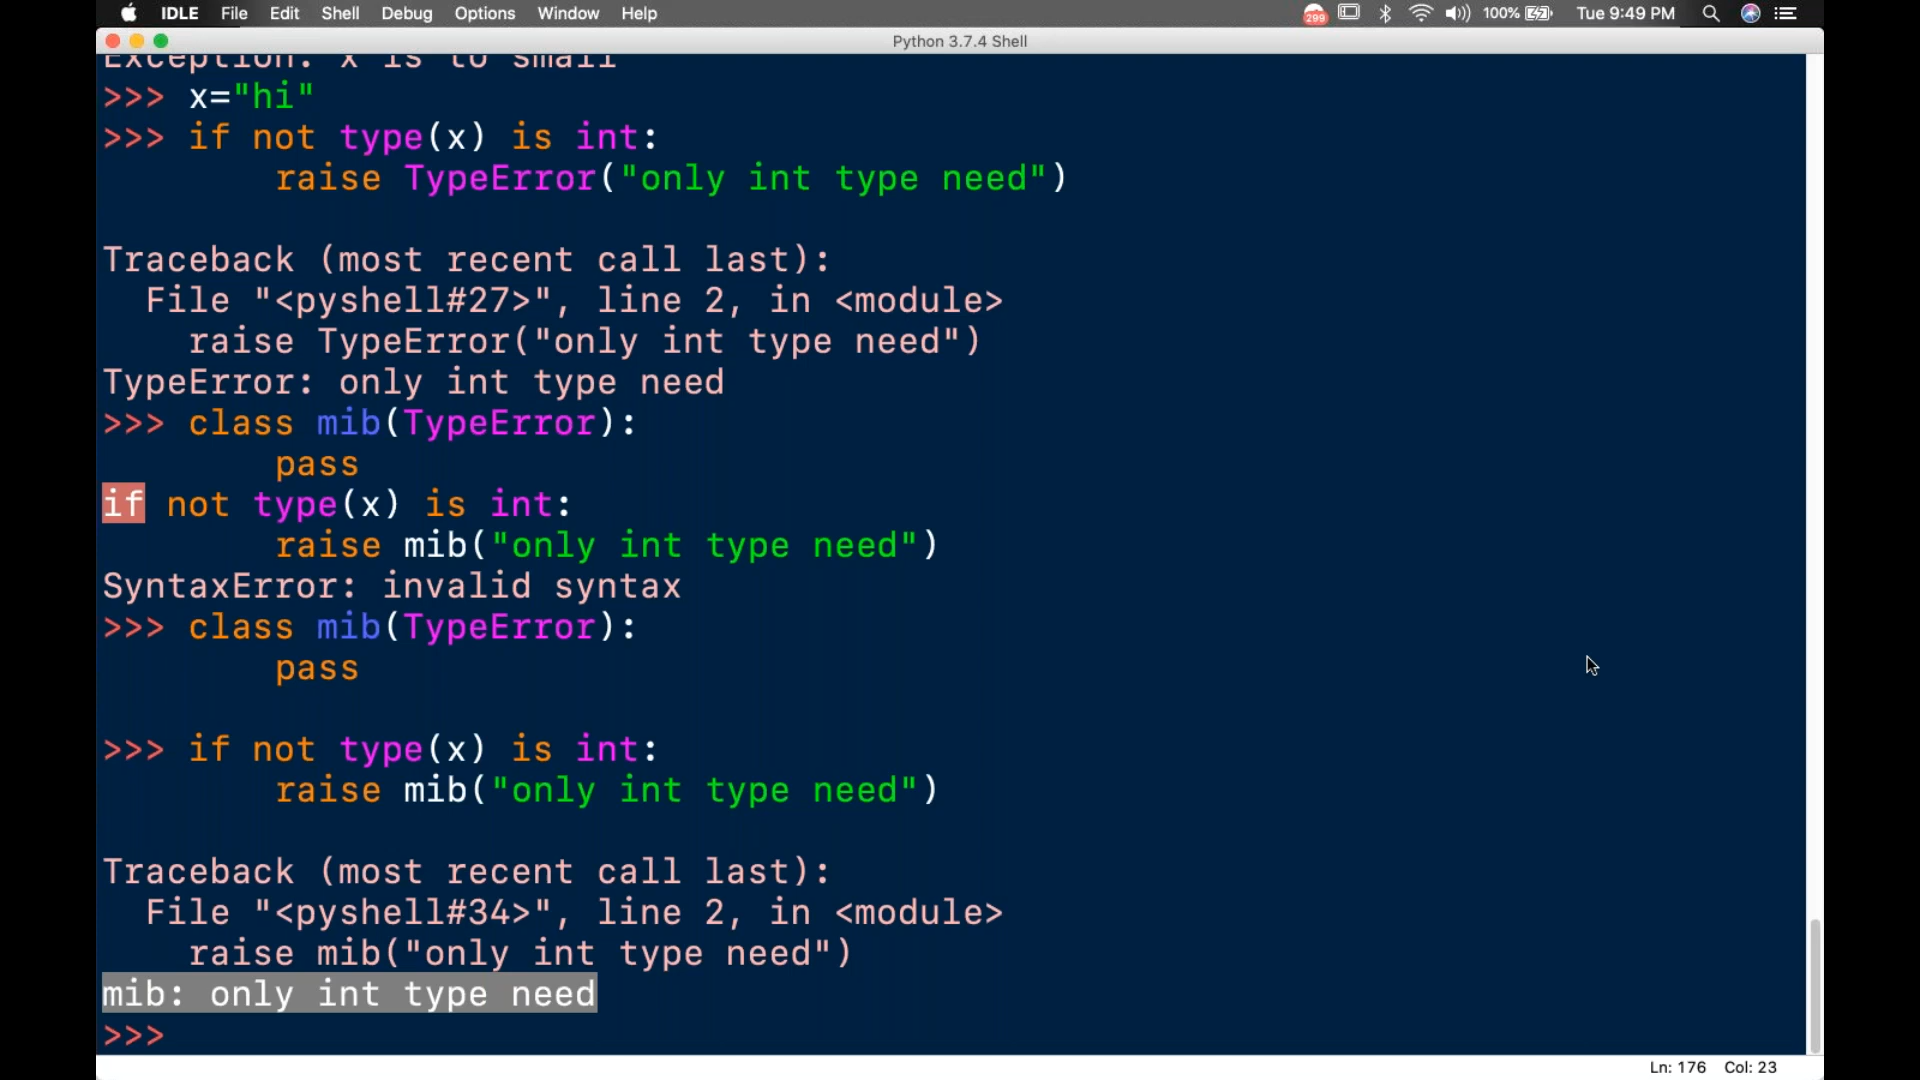 IDLE File Edit Shell Debug Options Window Help 299 100% Tue 9:49 PM
Python 3.7.4 Shell
Exception: x is to small
>>> x="hi"
>>> if not type(x) is int:
        raise TypeError("only int type need")
Traceback (most recent call last):
  File "<pyshell#27>", line 2, in <module>
    raise TypeError("only int type need")
TypeError: only int type need
>>> class mib(TypeError):
        pass
if not type(x) is int:
        raise mib("only int type need")
SyntaxError: invalid syntax
>>> class mib(TypeError):
        pass
>>> if not type(x) is int:
        raise mib("only int type need")
Traceback (most recent call last):
  File "<pyshell#34>", line 2, in <module>
    raise mib("only int type need")
mib: only int type need
>>>
Ln: 176 Col: 23